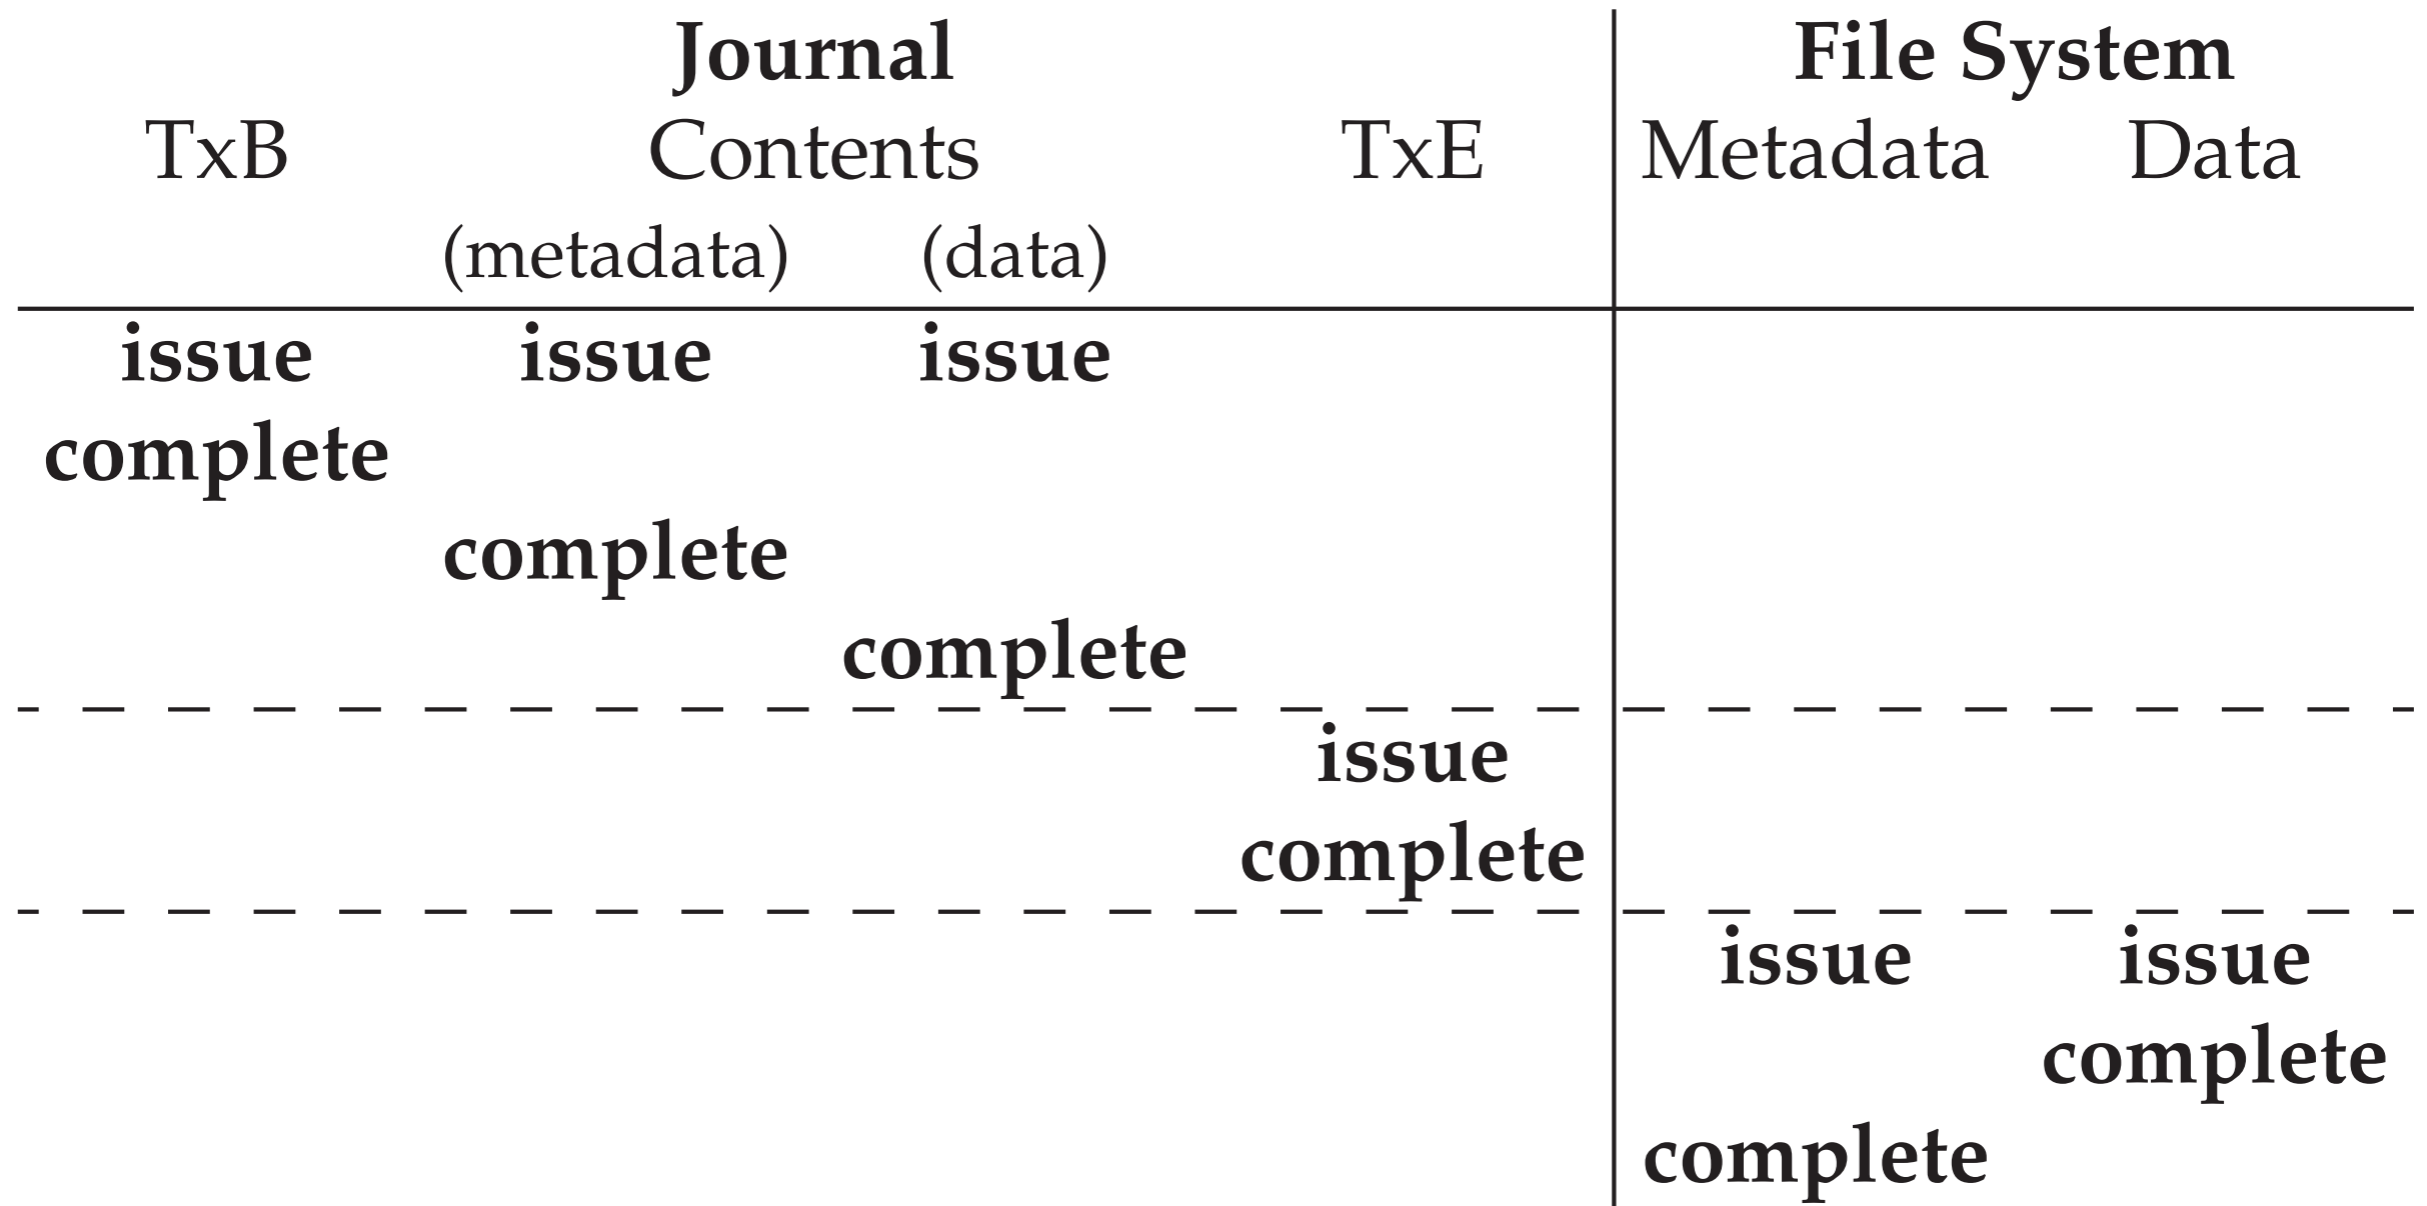 Journal File System
TxB Contents TxE Metadata Data
(metadata) (data)
issue issue issue
complete
complete
complete
issue
complete
issue issue
complete
complete